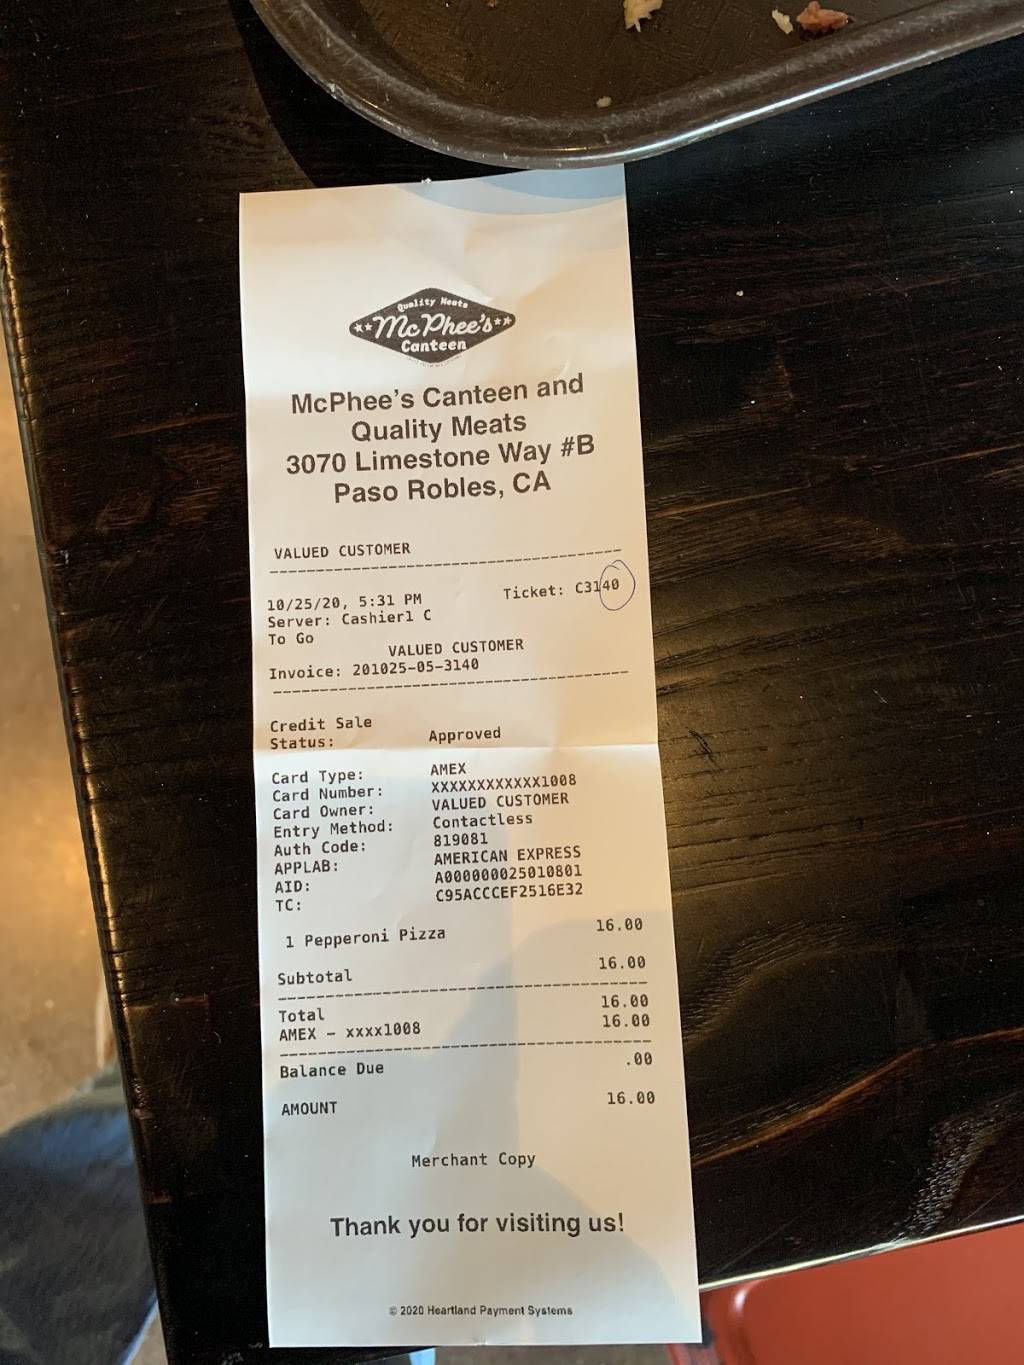 Quality Meats
McPhee's
Canteen
McPhee's Canteen and
Quality Meats
3070 Limestone Way #B
Paso Robles, CA
VALUED CUSTOMER
10/25/20, 5:31 PM Ticket: C3140
Server: Cashier1 C
To Go
VALUED CUSTOMER
Invoice: 201025-05-3140
Credit Sale
Status: Approved
Card Type: AMEX
Card Number: XXXXXXXXXXXX1008
Card Owner: VALUED CUSTOMER
Entry Method: Contactless
Auth Code: 819081
APPLAB: AMERICAN EXPRESS
AID: A000000025010801
TC: C95ACCCEF2516E32
1 Pepperoni Pizza 16.00
Subtotal 16.00
Total 16.00
AMEX - xxxx1008 16.00
Balance Due .00
AMOUNT 16.00
Merchant Copy
Thank you for visiting us!
© 2020 Heartland Payment Systems